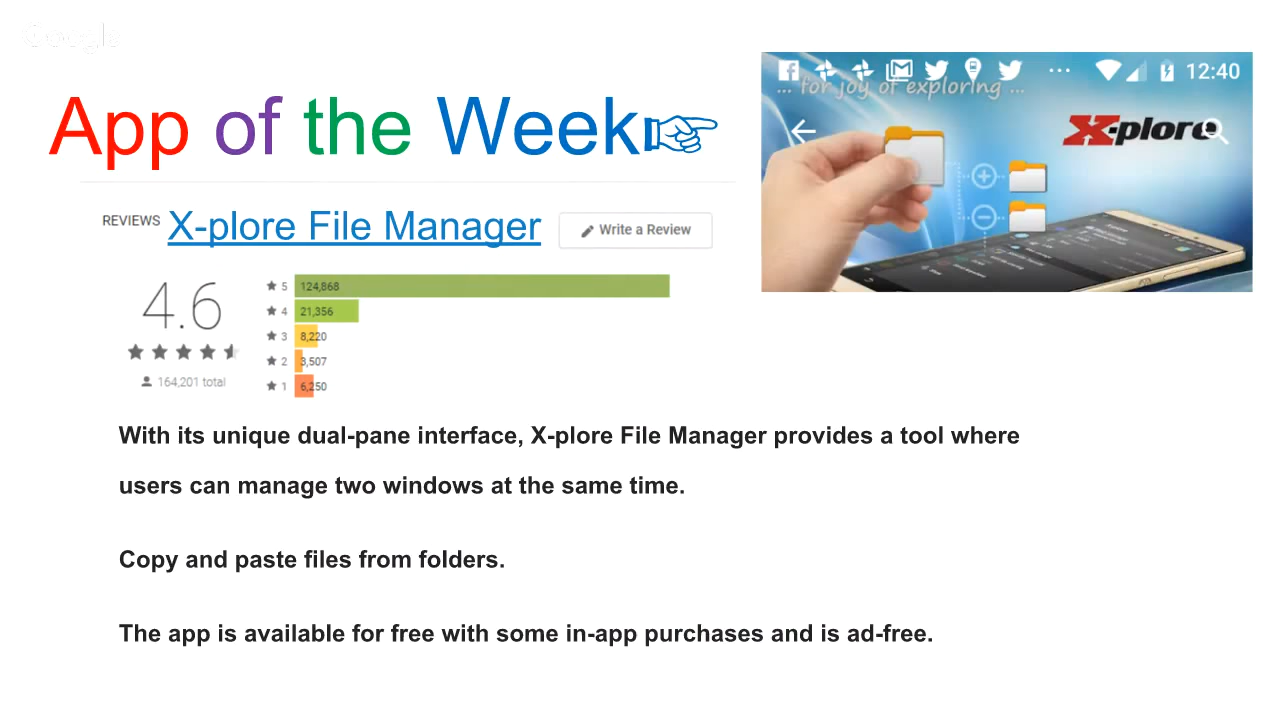 Google
App of the Week
... for joy of exploring ...
12:40
X-plore
REVIEWS X-plore File Manager
Write a Review
4.6
164,201 total
5 124,868
4 21,356
3 8,220
2 3,507
1 6,250
With its unique dual-pane interface, X-plore File Manager provides a tool where
users can manage two windows at the same time.
Copy and paste files from folders.
The app is available for free with some in-app purchases and is ad-free.